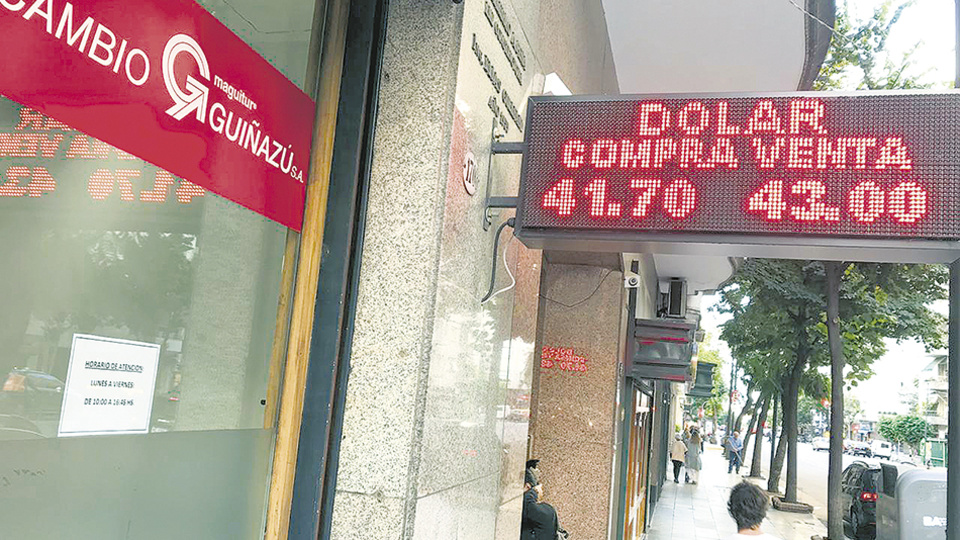 CAMBIO
maguitur®
GUIÑAZÚ S.A.
HORARIO DE ATENCION
LUNES A VIERNES
DE 10:00 A 16:45 HS.
DOLAR
COMPRA VENTA
41.70 43.00